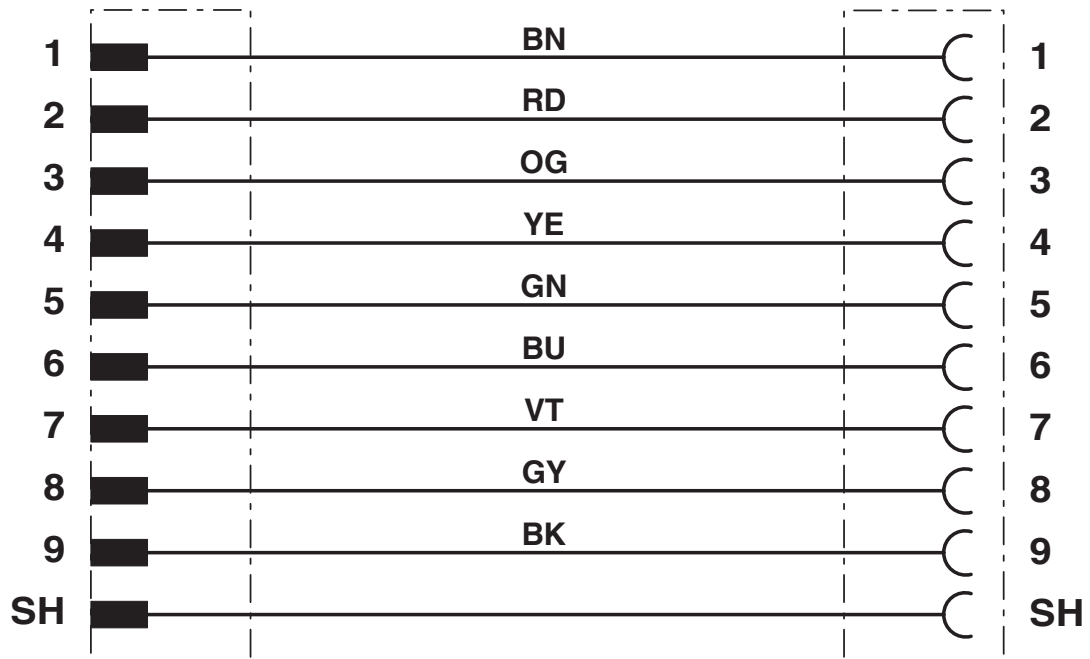 1 BN 1
2 RD 2
3 OG 3
4 YE 4
5 GN 5
6 BU 6
7 VT 7
8 GY 8
9 BK 9
SH SH